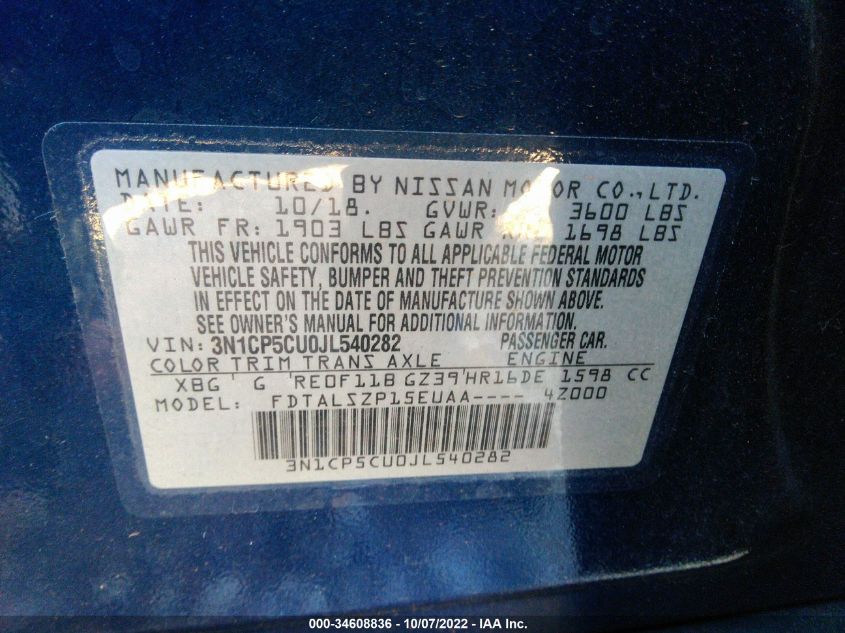 MANUFACTURED BY NISSAN MOTOR CO., LTD.
DATE: 10/18. GVWR: 3600 LBS
GAWR FR: 1903 LBS GAWR 1698 LBS
THIS VEHICLE CONFORMS TO ALL APPLICABLE FEDERAL MOTOR
VEHICLE SAFETY, BUMPER AND THEFT PREVENTION STANDARDS
IN EFFECT ON THE DATE OF MANUFACTURE SHOWN ABOVE.
SEE OWNER'S MANUAL FOR ADDITIONAL INFORMATION.
VIN: 3N1CP5CU0JL540282 PASSENGER CAR.
COLOR TRIM TRANS AXLE ENGINE
XBG G RE0F11B GZ39 HR16DE 1598 CC
MODEL: FDTALSZP15EUAA---- 4Z000
3N1CP5CU0JL540282
000-34608836 - 10/07/2022 - IAA Inc.